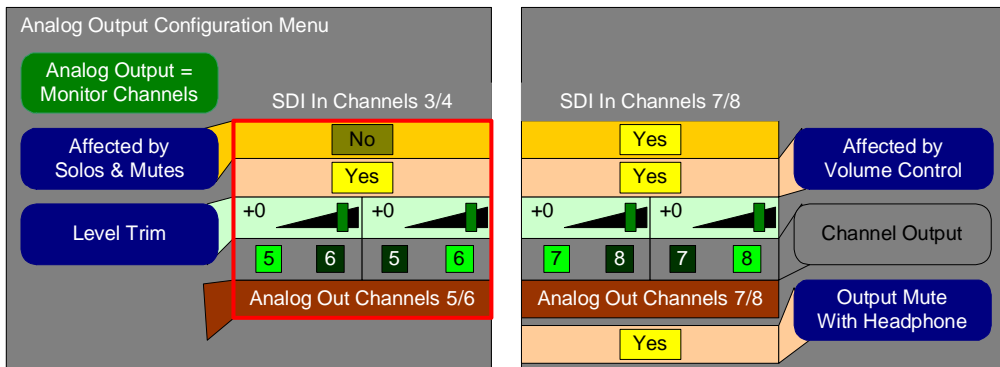 Analog Output Configuration Menu
Analog Output =
Monitor Channels
SDI In Channels 3/4
SDI In Channels 7/8
Affected by
Solos & Mutes
No
Yes
Affected by
Volume Control
Yes
Yes
Level Trim
+0
+0
+0
+0
Channel Output
5
6
5
6
7
8
7
8
Analog Out Channels 5/6
Analog Out Channels 7/8
Output Mute
With Headphone
Yes